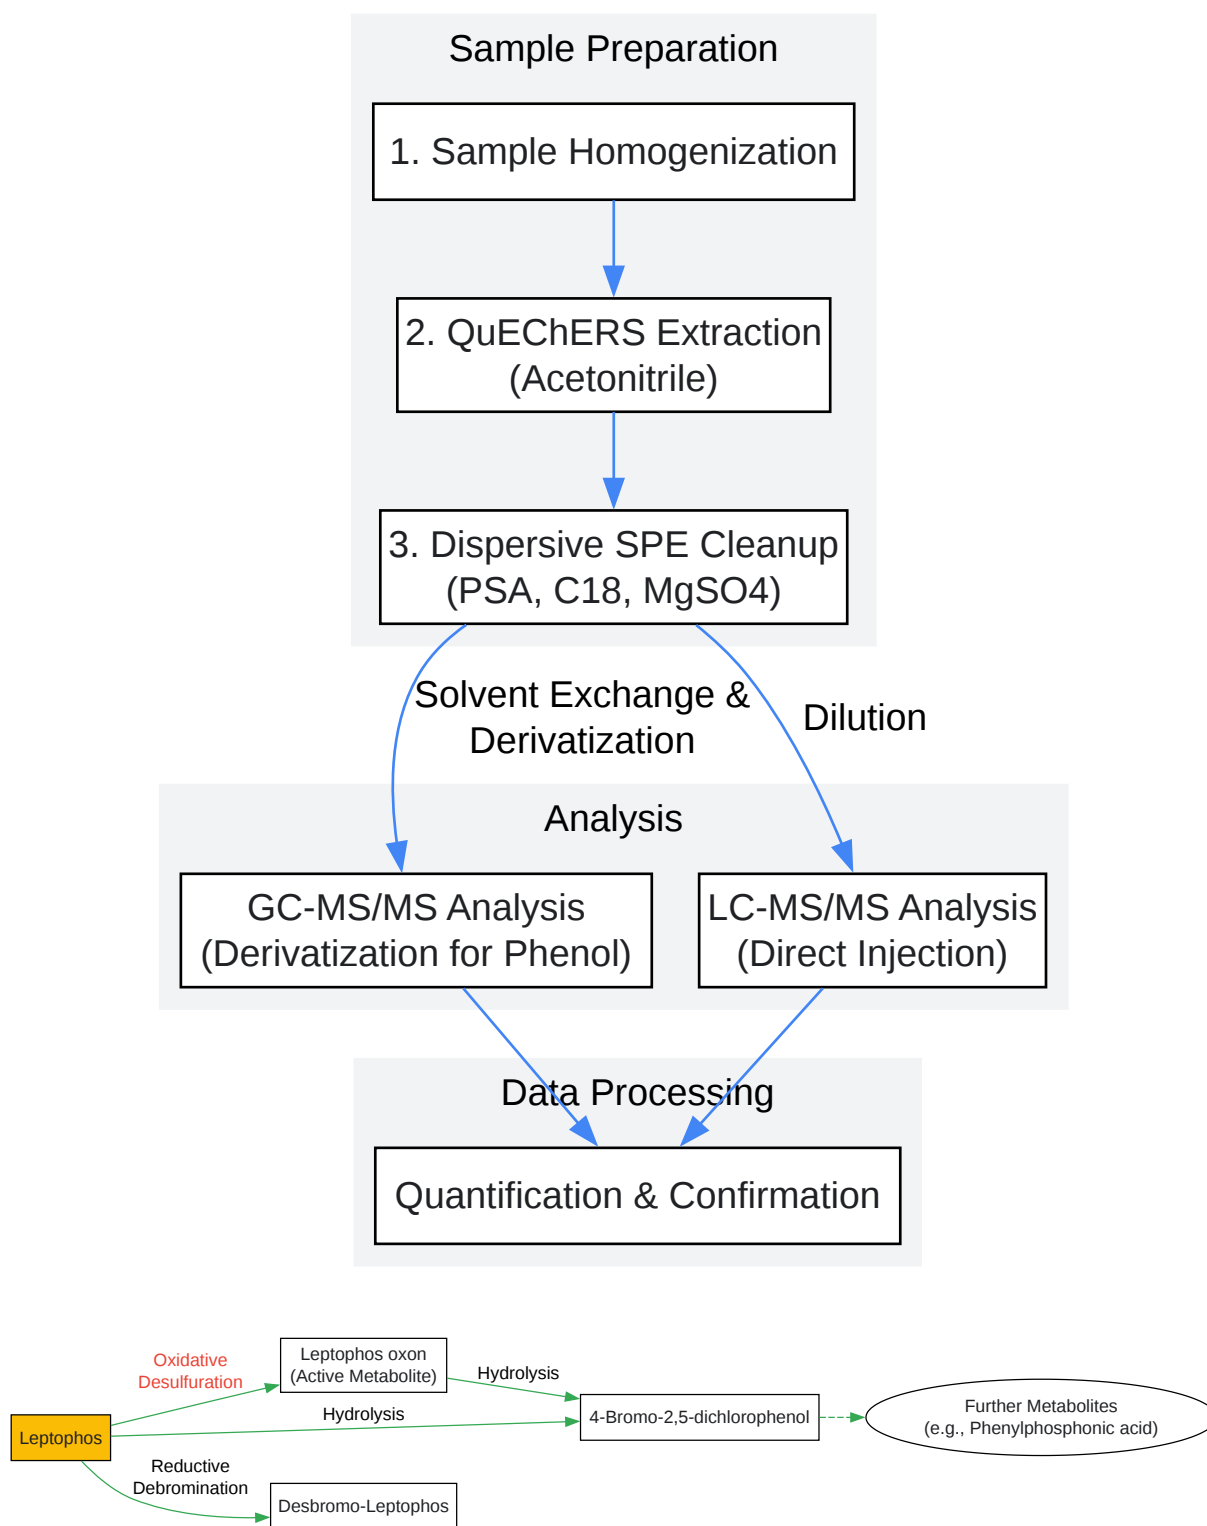 Sample Preparation
1. Sample Homogenization
2. QuEChERS Extraction
(Acetonitrile)
3. Dispersive SPE Cleanup
(PSA, C18, MgSO4)
Solvent Exchange &
Derivatization
Dilution
Analysis
GC-MS/MS Analysis
(Derivatization for Phenol)
LC-MS/MS Analysis
(Direct Injection)
Data Processing
Quantification & Confirmation
Leptophos
Oxidative
Desulfuration
Leptophos oxon
(Active Metabolite)
Hydrolysis
Hydrolysis
4-Bromo-2,5-dichlorophenol
Further Metabolites
(e.g., Phenylphosphonic acid)
Reductive
Debromination
Desbromo-Leptophos